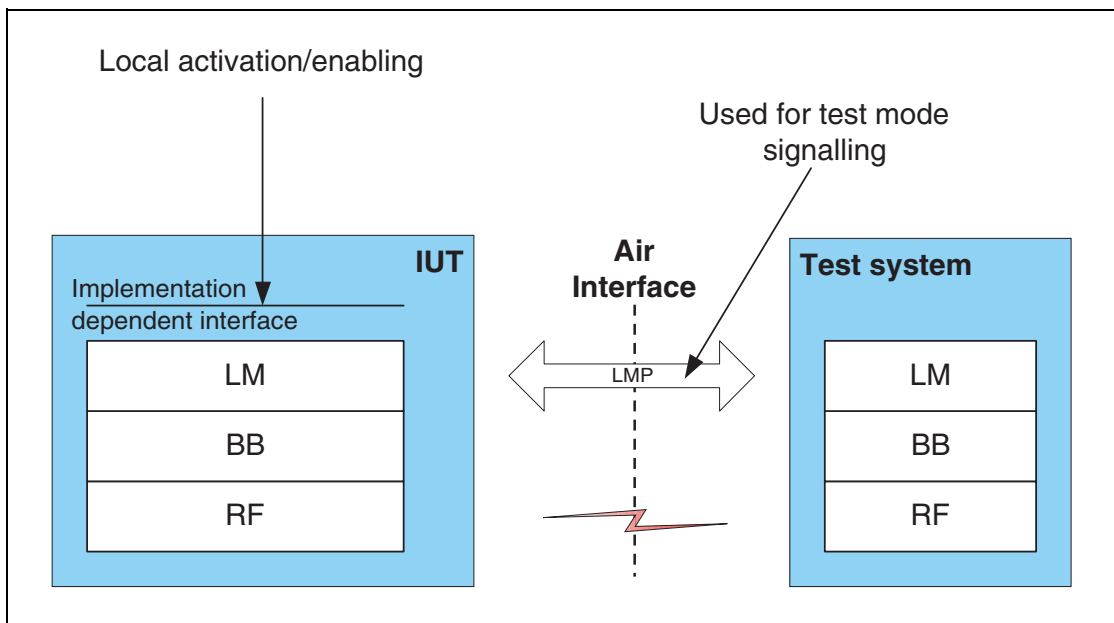 Local activation/enabling
Used for test mode
signalling
IUT
Implementation
dependent interface
LM
BB
RF
Air
Interface
LMP
Test system
LM
BB
RF